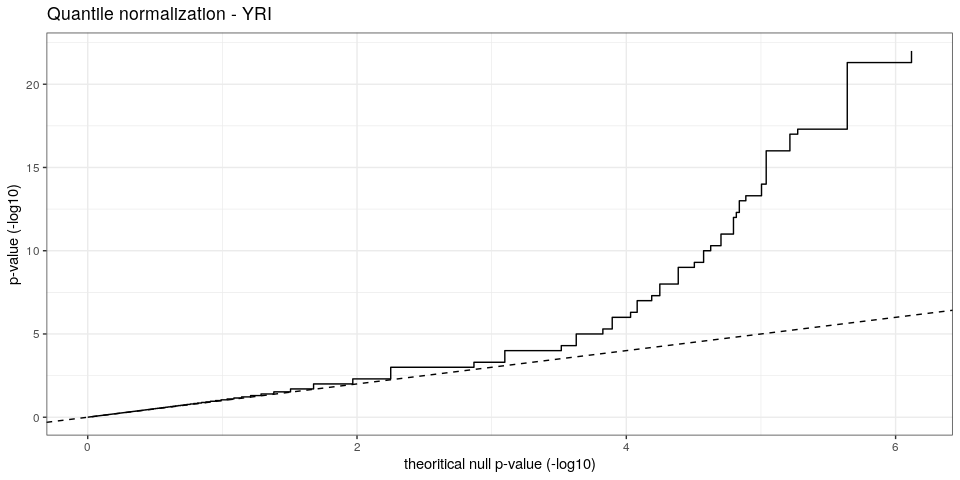 Quantile normalization - YRI
20
15
10
5
0
p-value (-log10)
0 2 4 6
theoritical null p-value (-log10)